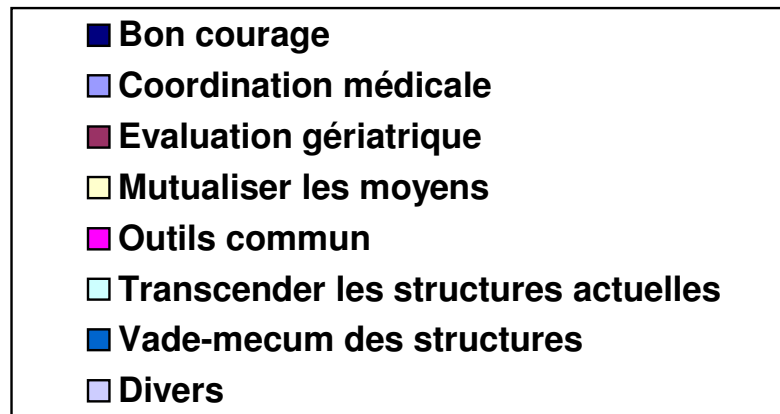 Bon courage
Coordination médicale
Evaluation gériatrique
Mutualiser les moyens
Outils commun
Transcender les structures actuelles
Vade-mecum des structures
Divers